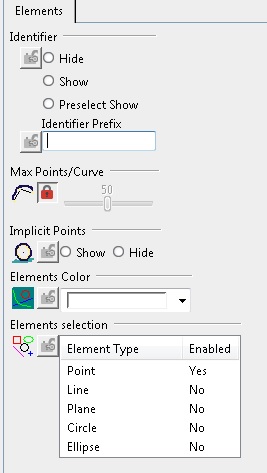 Elements
Identifier
Hide
Show
Preselect Show
Identifier Prefix
Max Points/Curve
50
Implicit Points
Show Hide
Elements Color
Elements selection
Element Type Enabled
Point Yes
Line No
Plane No
Circle No
Ellipse No